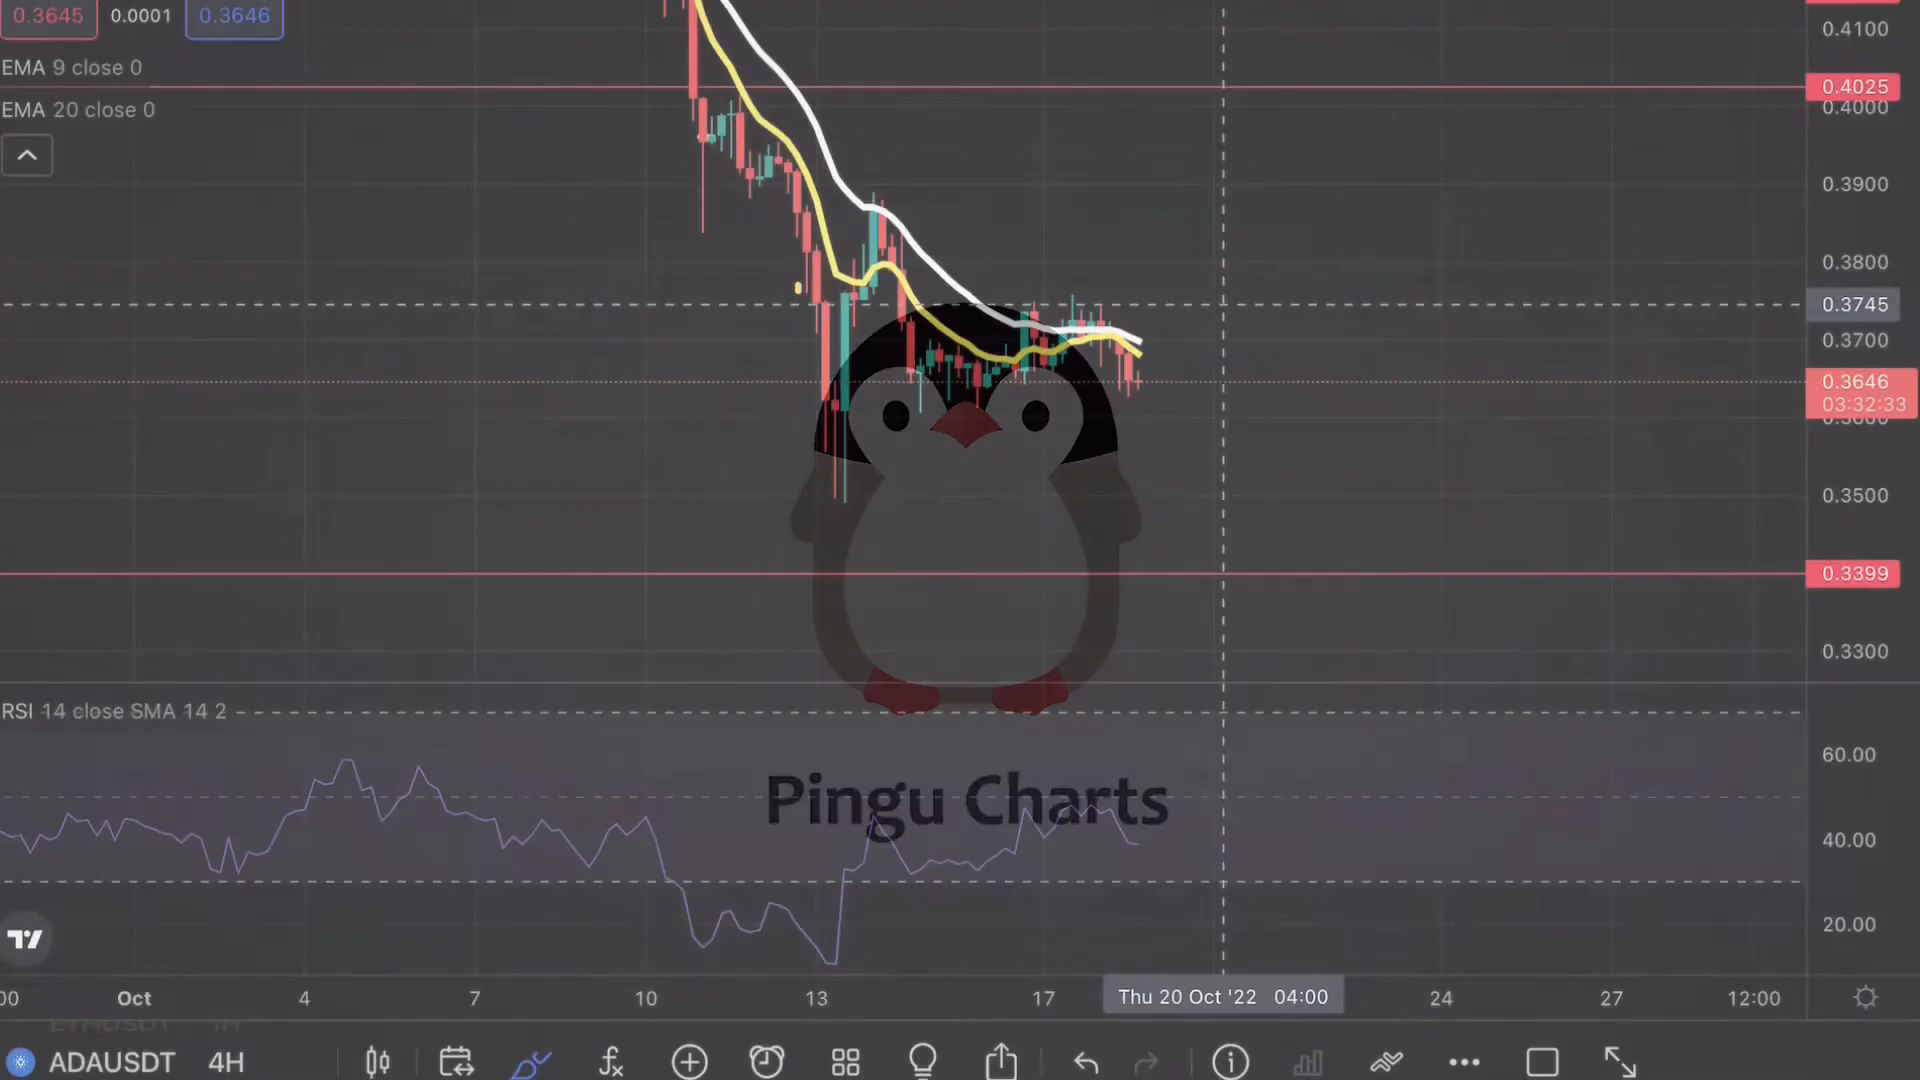 0.3645 0.0001 0.3646
EMA 9 close 0
EMA 20 close 0
0.4100
0.4025
0.4000
0.3900
0.3800
0.3745
0.3700
0.3646
03:32:33
0.3500
0.3399
0.3300
RSI 14 close SMA 14 2
60.00
Pingu Charts
40.00
20.00
Oct 4 7 10 13 17 Thu 20 Oct '22 04:00 24 27 12:00
ADAUSDT 4H